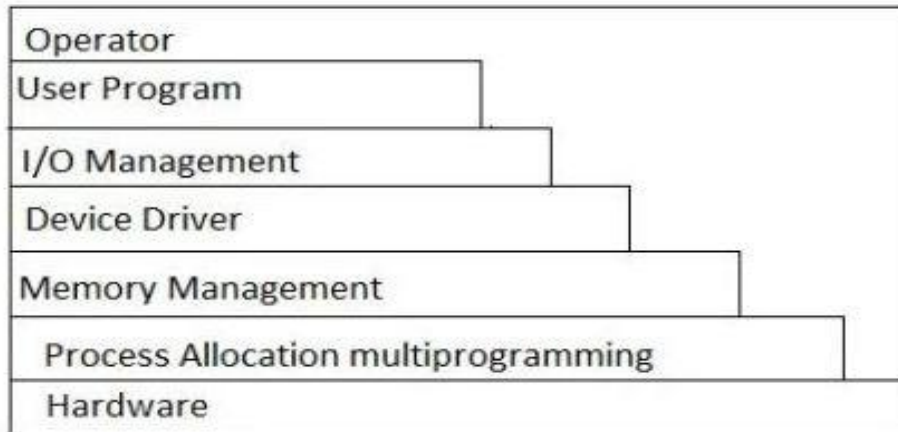 Operator
User Program
I/O Management
Device Driver
Memory Management
Process Allocation multiprogramming
Hardware